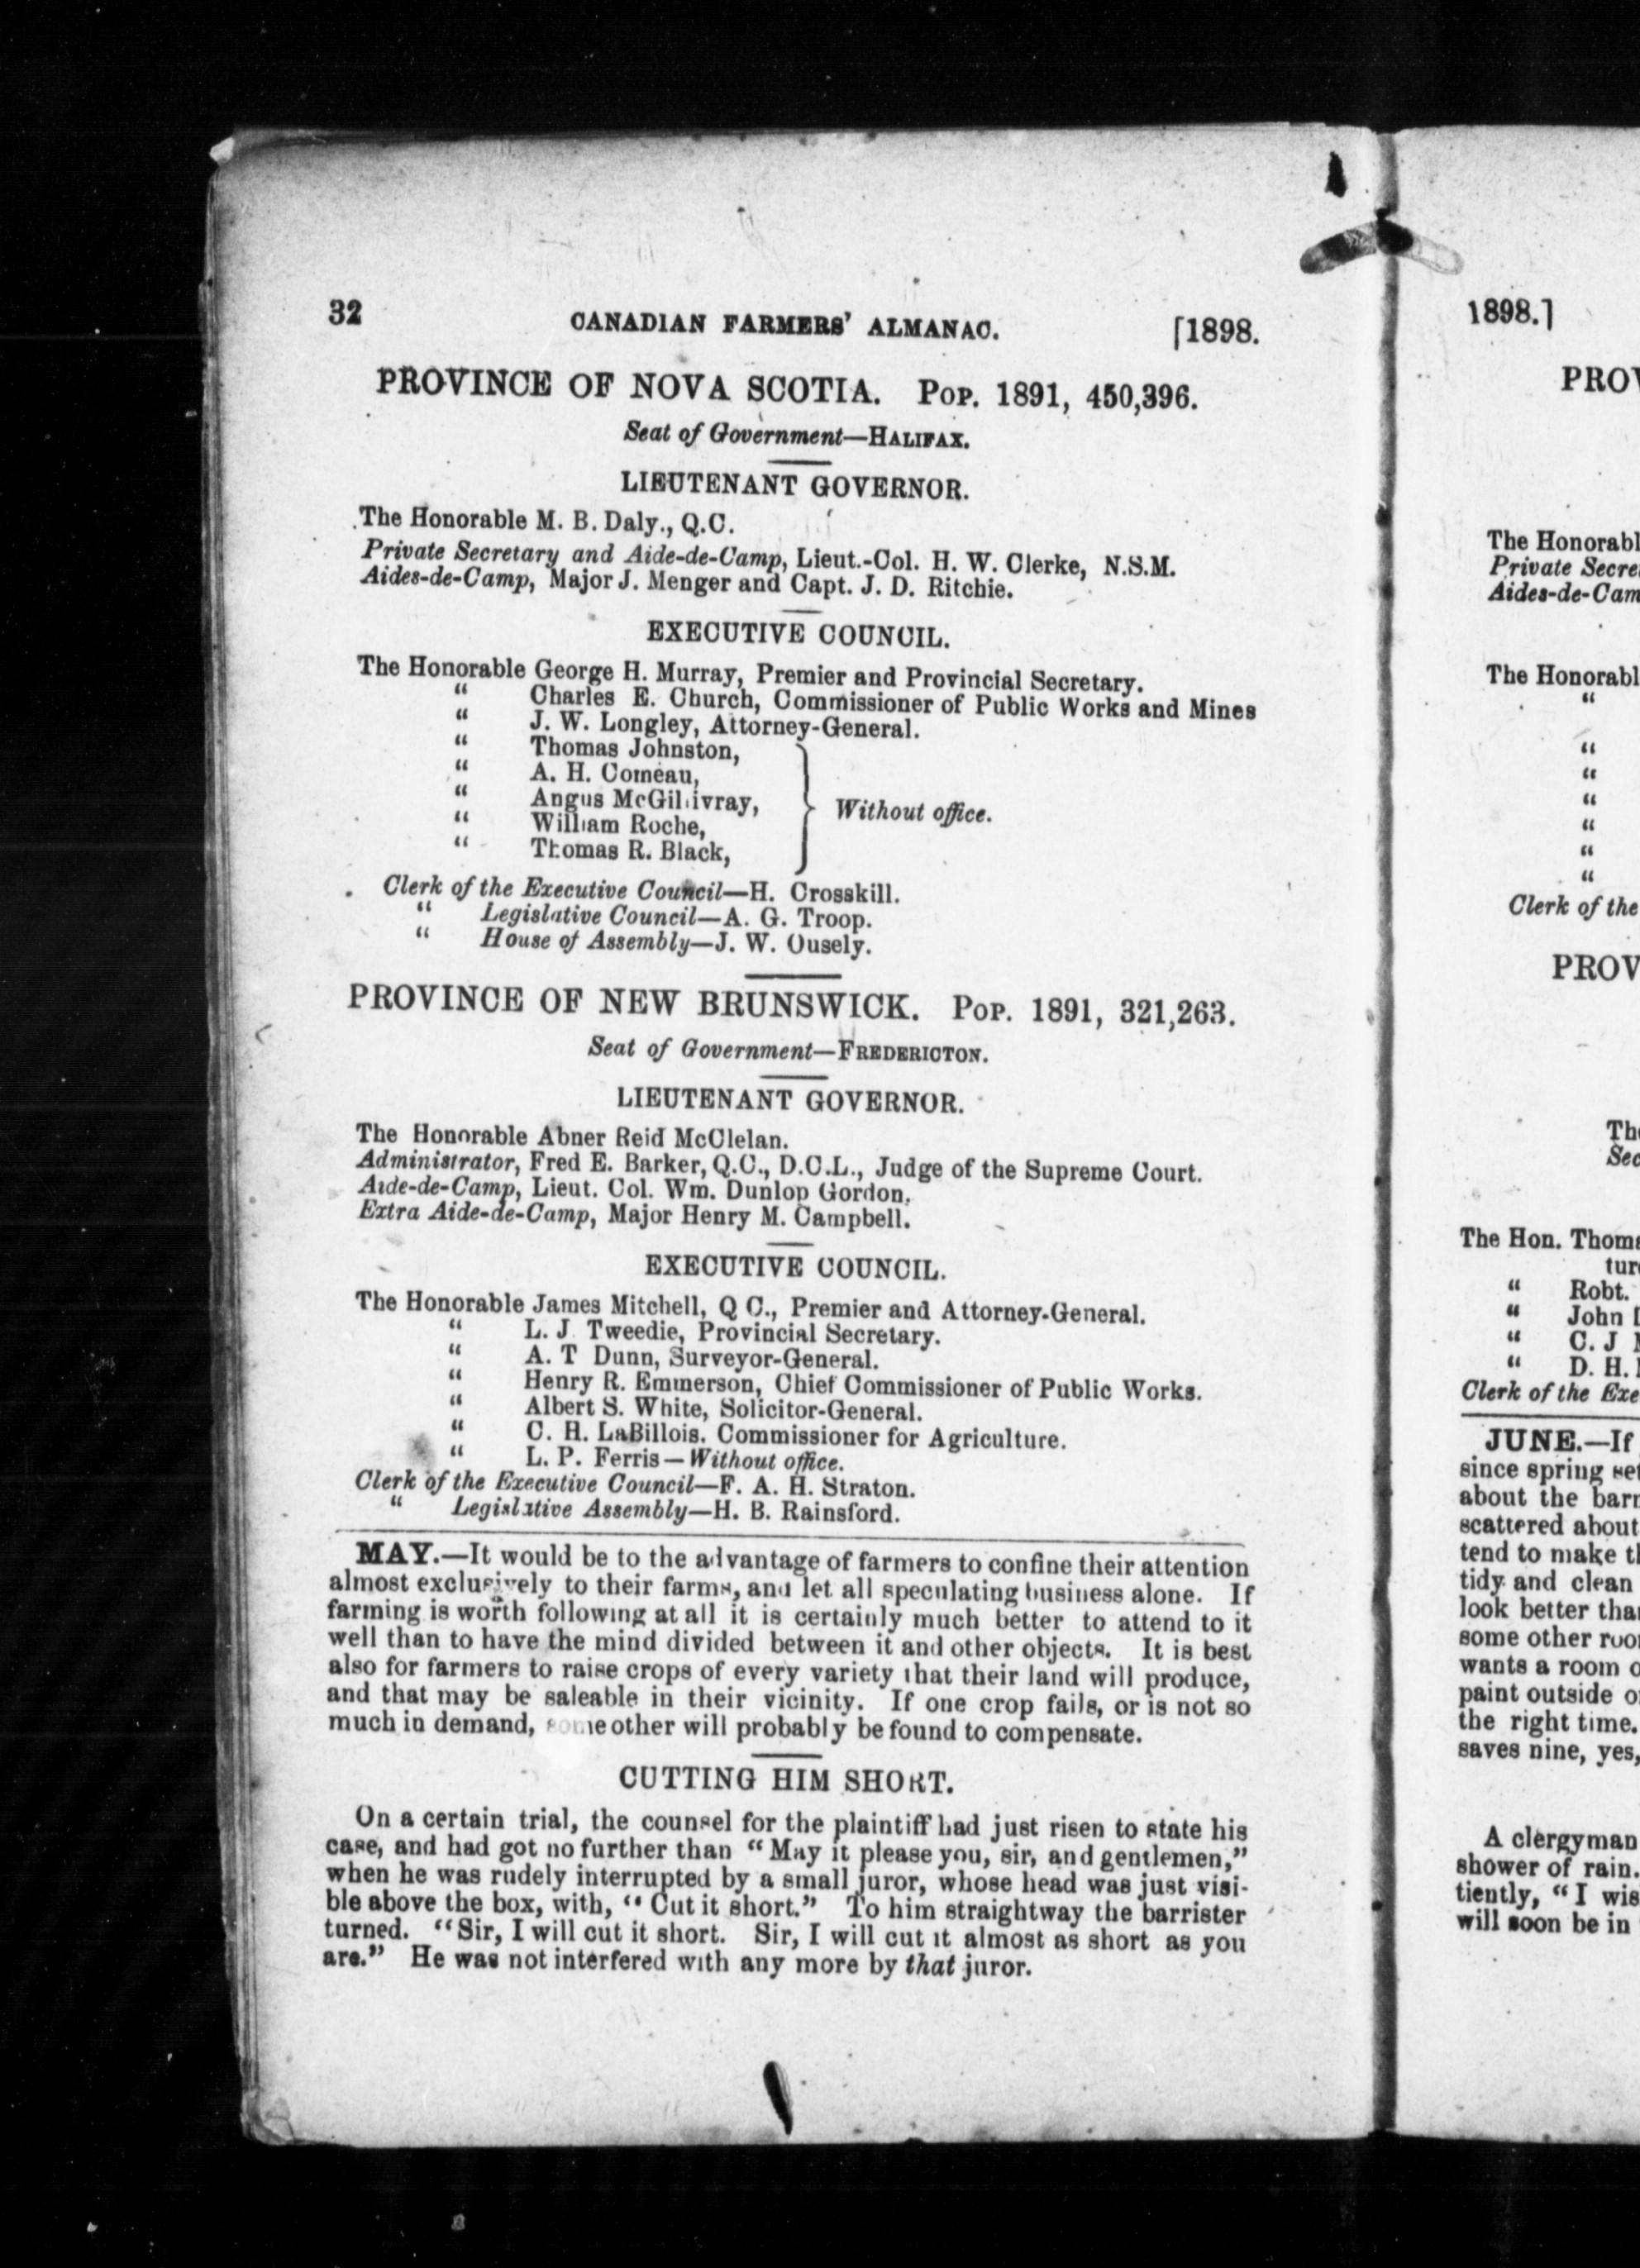 32 CANADIAN FARMERS' ALMANAC. [1898.
PROVINCE OF NOVA SCOTIA. POP. 1891, 450,396.
Seat of Government—HALIFAX.
LIEUTENANT GOVERNOR.
The Honorable M. B. Daly., Q.C.
Private Secretary and Aide-de-Camp, Lieut.-Col. H. W. Clerke, N.S.M.
Aides-de-Camp, Major J. Menger and Capt. J. D. Ritchie.
EXECUTIVE COUNCIL.
The Honorable George H. Murray, Premier and Provincial Secretary.
“ Charles E. Church, Commissioner of Public Works and Mines
“ J. W. Longley, Attorney-General.
“ Thomas Johnston,
“ A. H. Comeau,
“ Angus McGillivray,
“ William Roche,
“ Thomas R. Black,
Without office.
Clerk of the Executive Council—H. Crosskill.
“ Legislative Council—A. G. Troop.
“ House of Assembly—J. W. Ousely.
PROVINCE OF NEW BRUNSWICK. POP. 1891, 321,263.
Seat of Government—FREDERICTON.
LIEUTENANT GOVERNOR.
The Honorable Abner Reid McClelan.
Administrator, Fred E. Barker, Q.C., D.C.L., Judge of the Supreme Court.
Aide-de-Camp, Lieut. Col. Wm. Dunlop Gordon.
Extra Aide-de-Camp, Major Henry M. Campbell.
EXECUTIVE COUNCIL.
The Honorable James Mitchell, Q C., Premier and Attorney-General.
“ L. J Tweedie, Provincial Secretary.
“ A. T Dunn, Surveyor-General.
“ Henry R. Emmerson, Chief Commissioner of Public Works.
“ Albert S. White, Solicitor-General.
“ C. H. LaBillois. Commissioner for Agriculture.
“ L. P. Ferris—Without office.
Clerk of the Executive Council—F. A. H. Straton.
“ Legislative Assembly—H. B. Rainsford.
MAY.—It would be to the advantage of farmers to confine their attention
almost exclusively to their farms, and let all speculating business alone. If
farming is worth following at all it is certainly much better to attend to it
well than to have the mind divided between it and other objects. It is best
also for farmers to raise crops of every variety that their land will produce,
and that may be saleable in their vicinity. If one crop fails, or is not so
much in demand, some other will probably be found to compensate.
CUTTING HIM SHORT.
On a certain trial, the counsel for the plaintiff had just risen to state his
case, and had got no further than “May it please you, sir, and gentlemen,”
when he was rudely interrupted by a small juror, whose head was just visi-
ble above the box, with, “Cut it short.” To him straightway the barrister
turned. “Sir, I will cut it short. Sir, I will cut it almost as short as you
are.” He was not interfered with any more by that juror.
1898.]
PROV
The Honorabl
Private Secre
Aides-de-Cam
The Honorabl
“
“
“
“
“
“
“
Clerk of the
PROV
The
Sec
The Hon. Thoma
ture
“ Robt.
“ John
“ C. J
“ D. H.
Clerk of the Exe
JUNE.—If
since spring set
about the barn
scattered about
tend to make th
tidy and clean
look better than
some other room
wants a room o
paint outside o
the right time.
saves nine, yes,
A clergyman
shower of rain.
tiently, “I wis
will soon be in